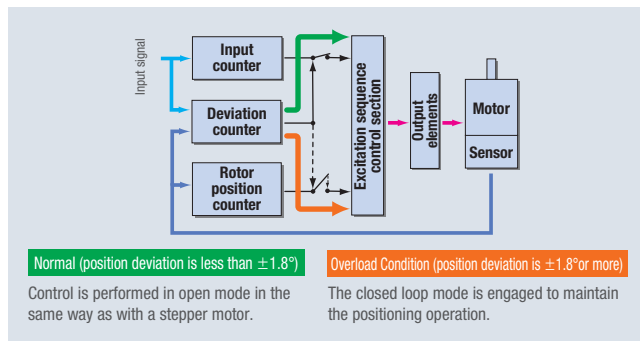 Input signal
Input
counter
Deviation
counter
Rotor
position
counter
Excitation sequence
control section
Output
elements
Motor
Sensor
Normal (position deviation is less than ±1.8°)
Control is performed in open mode in the
same way as with a stepper motor.
Overload Condition (position deviation is ±1.8°or more)
The closed loop mode is engaged to maintain
the positioning operation.